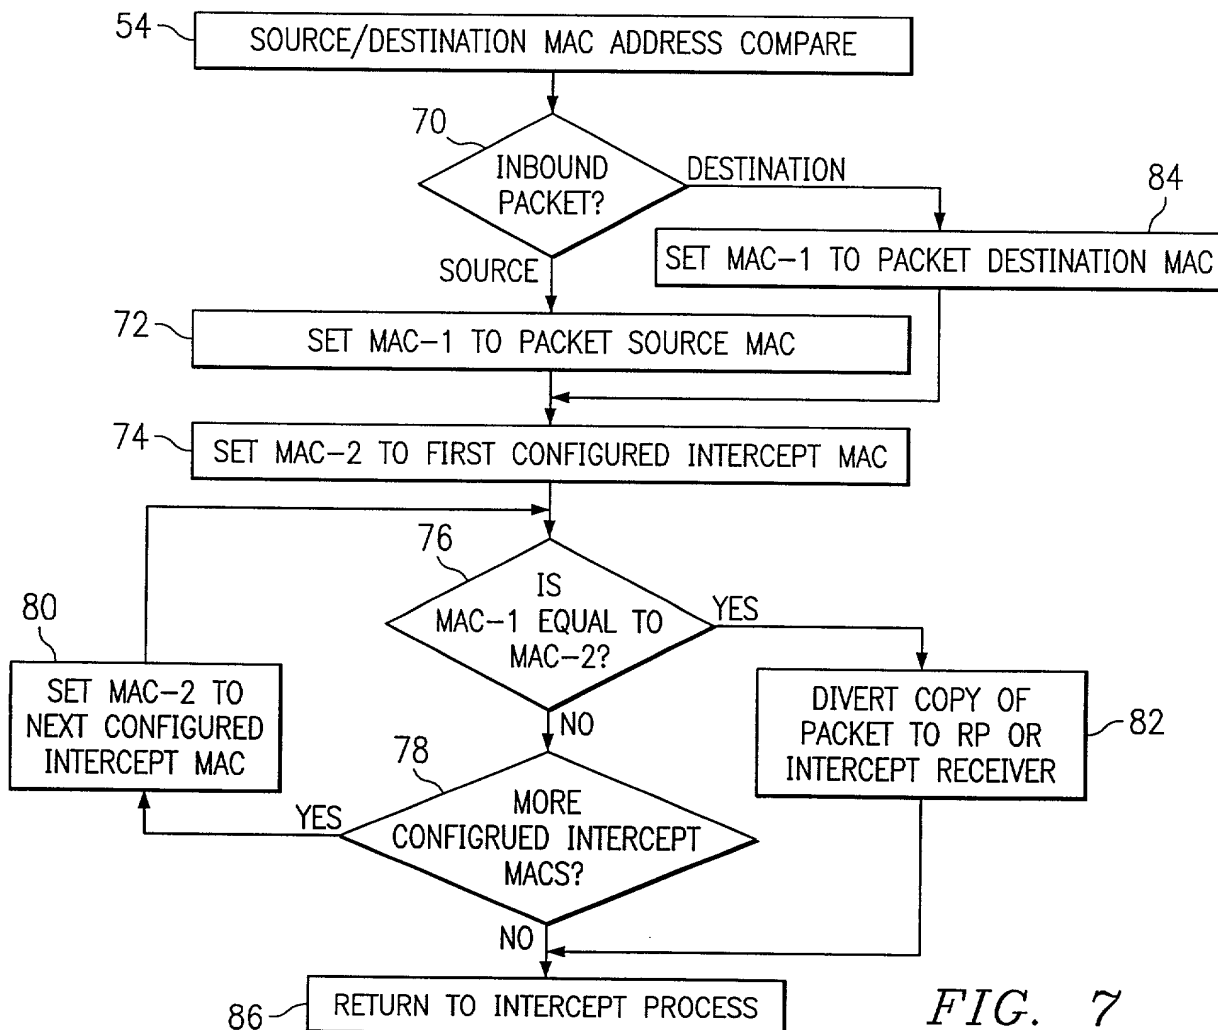 54
SOURCE/DESTINATION MAC ADDRESS COMPARE
70
INBOUND
PACKET?
DESTINATION
84
SOURCE
SET MAC-1 TO PACKET DESTINATION MAC
72
SET MAC-1 TO PACKET SOURCE MAC
74
SET MAC-2 TO FIRST CONFIGURED INTERCEPT MAC
76
IS
MAC-1 EQUAL TO
MAC-2?
YES
80
SET MAC-2 TO
NEXT CONFIGURED
INTERCEPT MAC
NO
DIVERT COPY OF
PACKET TO RP OR
INTERCEPT RECEIVER
82
78
YES
MORE
CONFIGRUED INTERCEPT
MACS?
NO
86
RETURN TO INTERCEPT PROCESS
FIG. 7